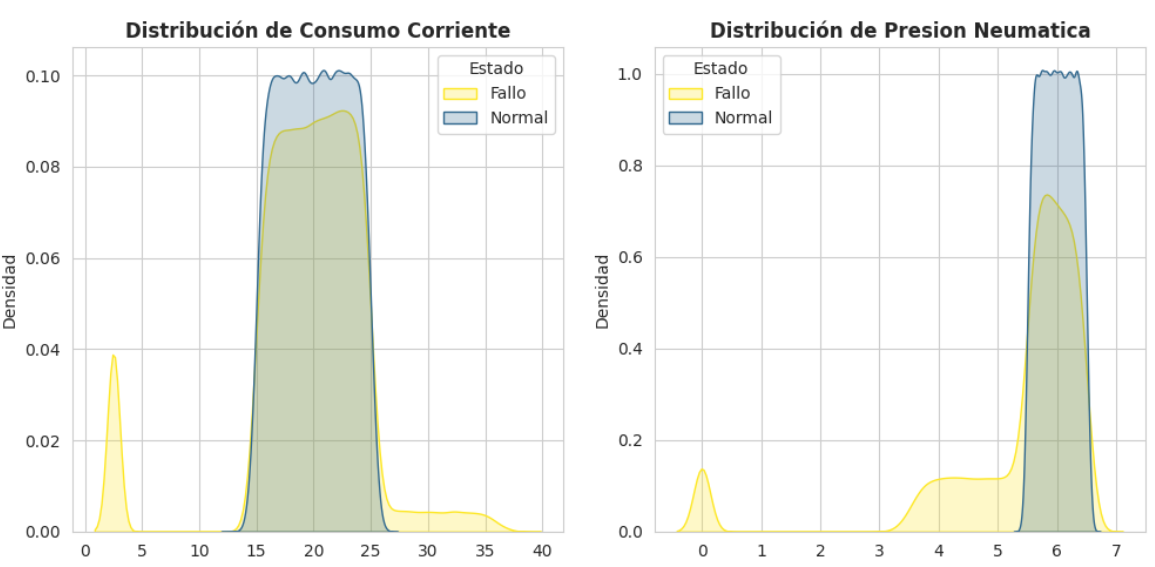 Distribución de Consumo Corriente
Estado
Fallo
Normal
Densidad
0.10
0.08
0.06
0.04
0.02
0.00
0 5 10 15 20 25 30 35 40
Distribución de Presion Neumatica
Estado
Fallo
Normal
Densidad
1.0
0.8
0.6
0.4
0.2
0.0
0 1 2 3 4 5 6 7